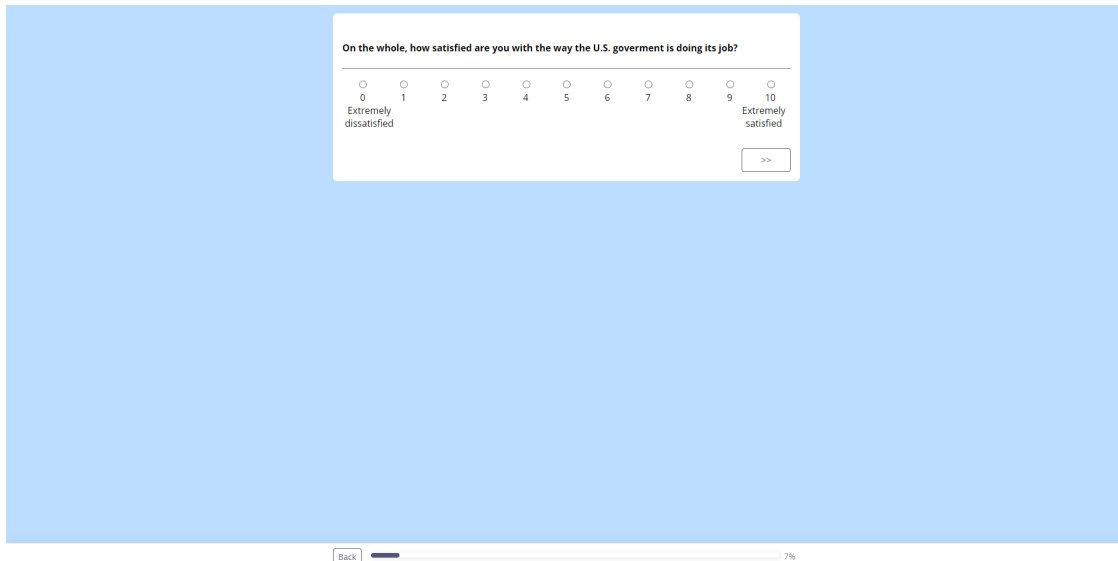 On the whole, how satisfied are you with the way the U.S. goverment is doing its job?
0 1 2 3 4 5 6 7 8 9 10
Extremely Extremely
dissatisfied satisfied
>>
Back 7%